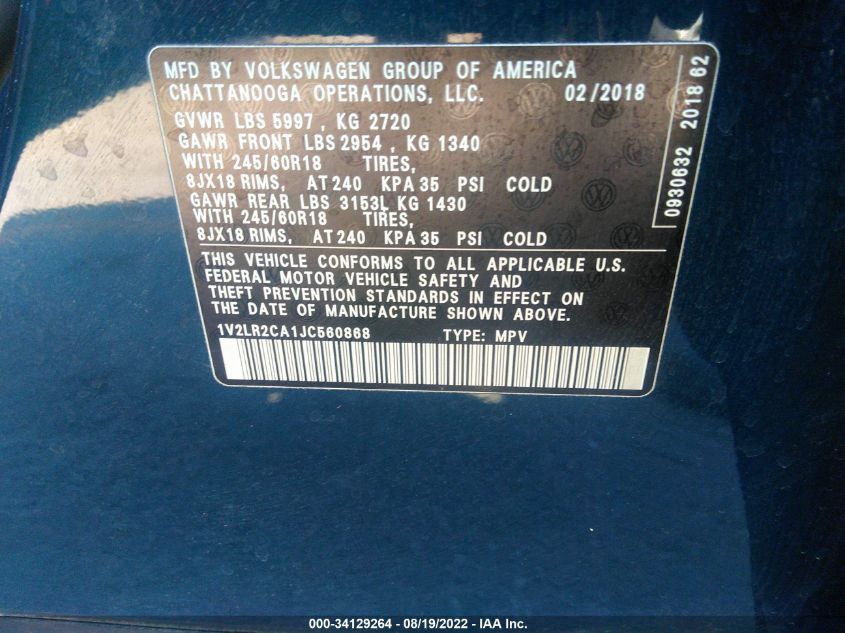 MFD BY VOLKSWAGEN GROUP OF AMERICA
CHATTANOOGA OPERATIONS, LLC. 02/2018
GVWR LBS 5997 , KG 2720
GAWR FRONT LBS 2954 , KG 1340
WITH 245/60R18 TIRES,
8JX18 RIMS, AT 240 KPA 35 PSI COLD
GAWR REAR LBS 3153L KG 1430
WITH 245/60R18 TIRES,
8JX18 RIMS, AT 240 KPA 35 PSI COLD
0930632 2018 62
THIS VEHICLE CONFORMS TO ALL APPLICABLE U.S.
FEDERAL MOTOR VEHICLE SAFETY AND
THEFT PREVENTION STANDARDS IN EFFECT ON
THE DATE OF MANUFACTURE SHOWN ABOVE.
1V2LR2CA1JC560868 TYPE: MPV
000-34129264 - 08/19/2022 - IAA Inc.